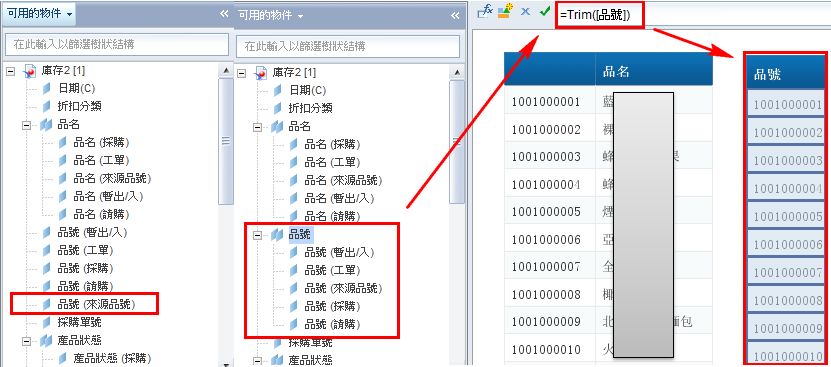 可用的物件
在此輸入以篩選樹狀結構
庫存2 [1]
日期(C)
折扣分類
品名
品名 (採購)
品名 (工單)
品名 (來源品號)
品名 (暫出/入)
品名 (請購)
品號 (暫出/入)
品號 (工單)
品號 (採購)
品號 (請購)
品號 (來源品號)
採購單號
產品狀態
產品狀態 (採購)
可用的物件
在此輸入以篩選樹狀結構
庫存2 [1]
日期(C)
折扣分類
品名
品名 (採購)
品名 (工單)
品名 (來源品號)
品名 (暫出/入)
品名 (請購)
品號
品號 (暫出/入)
品號 (工單)
品號 (來源品號)
品號 (採購)
品號 (請購)
採購單號
產品狀態
=Trim([品號])
品名
1001000001 藍
1001000002 裸
1001000003 蜂 果
1001000004 蜂
1001000005 煙
1001000006 亞
1001000007 全
1001000008 椰
1001000009 北 麵包
1001000010 火
品號
1001000001
1001000002
1001000003
1001000004
1001000005
1001000006
1001000007
1001000008
1001000009
1001000010